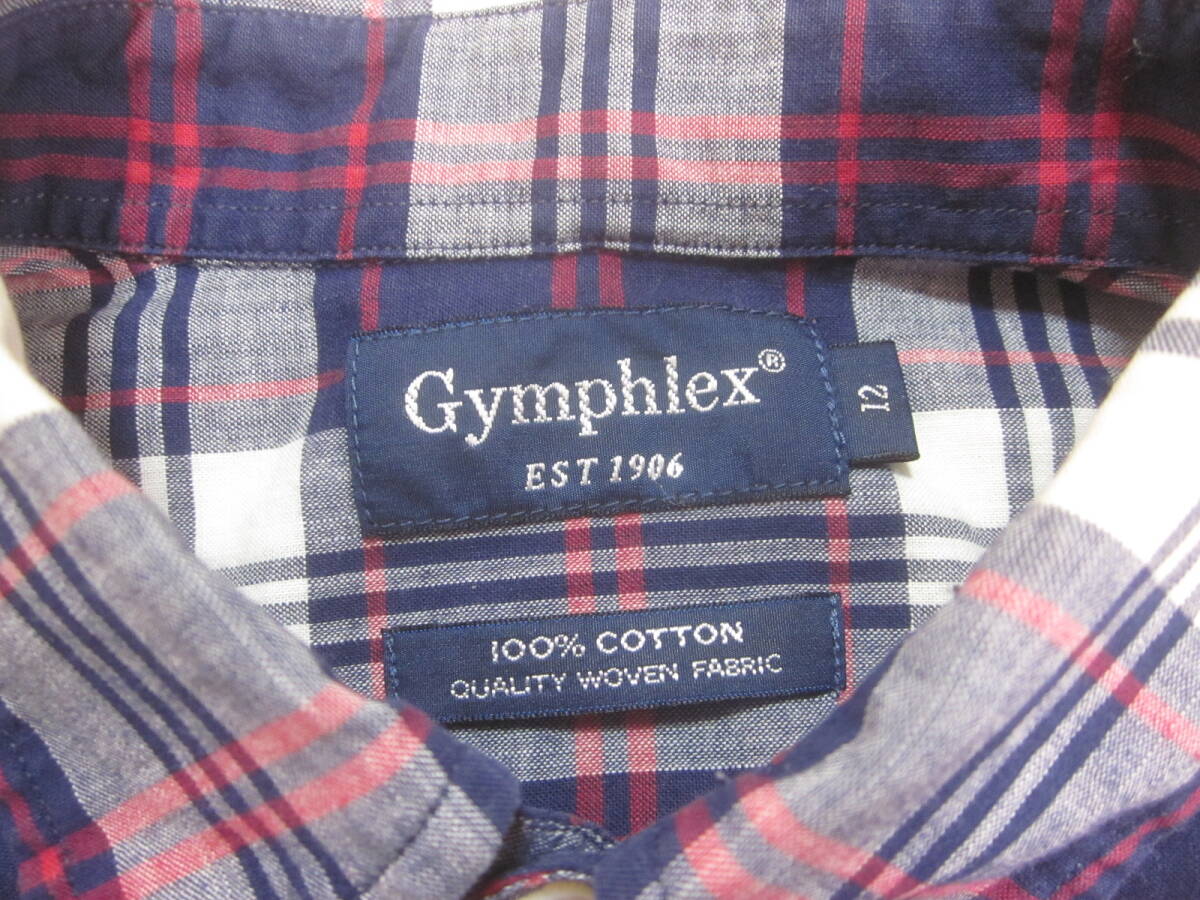 Gymphlex®
EST 1906
12
100% COTTON
QUALITY WOVEN FABRIC